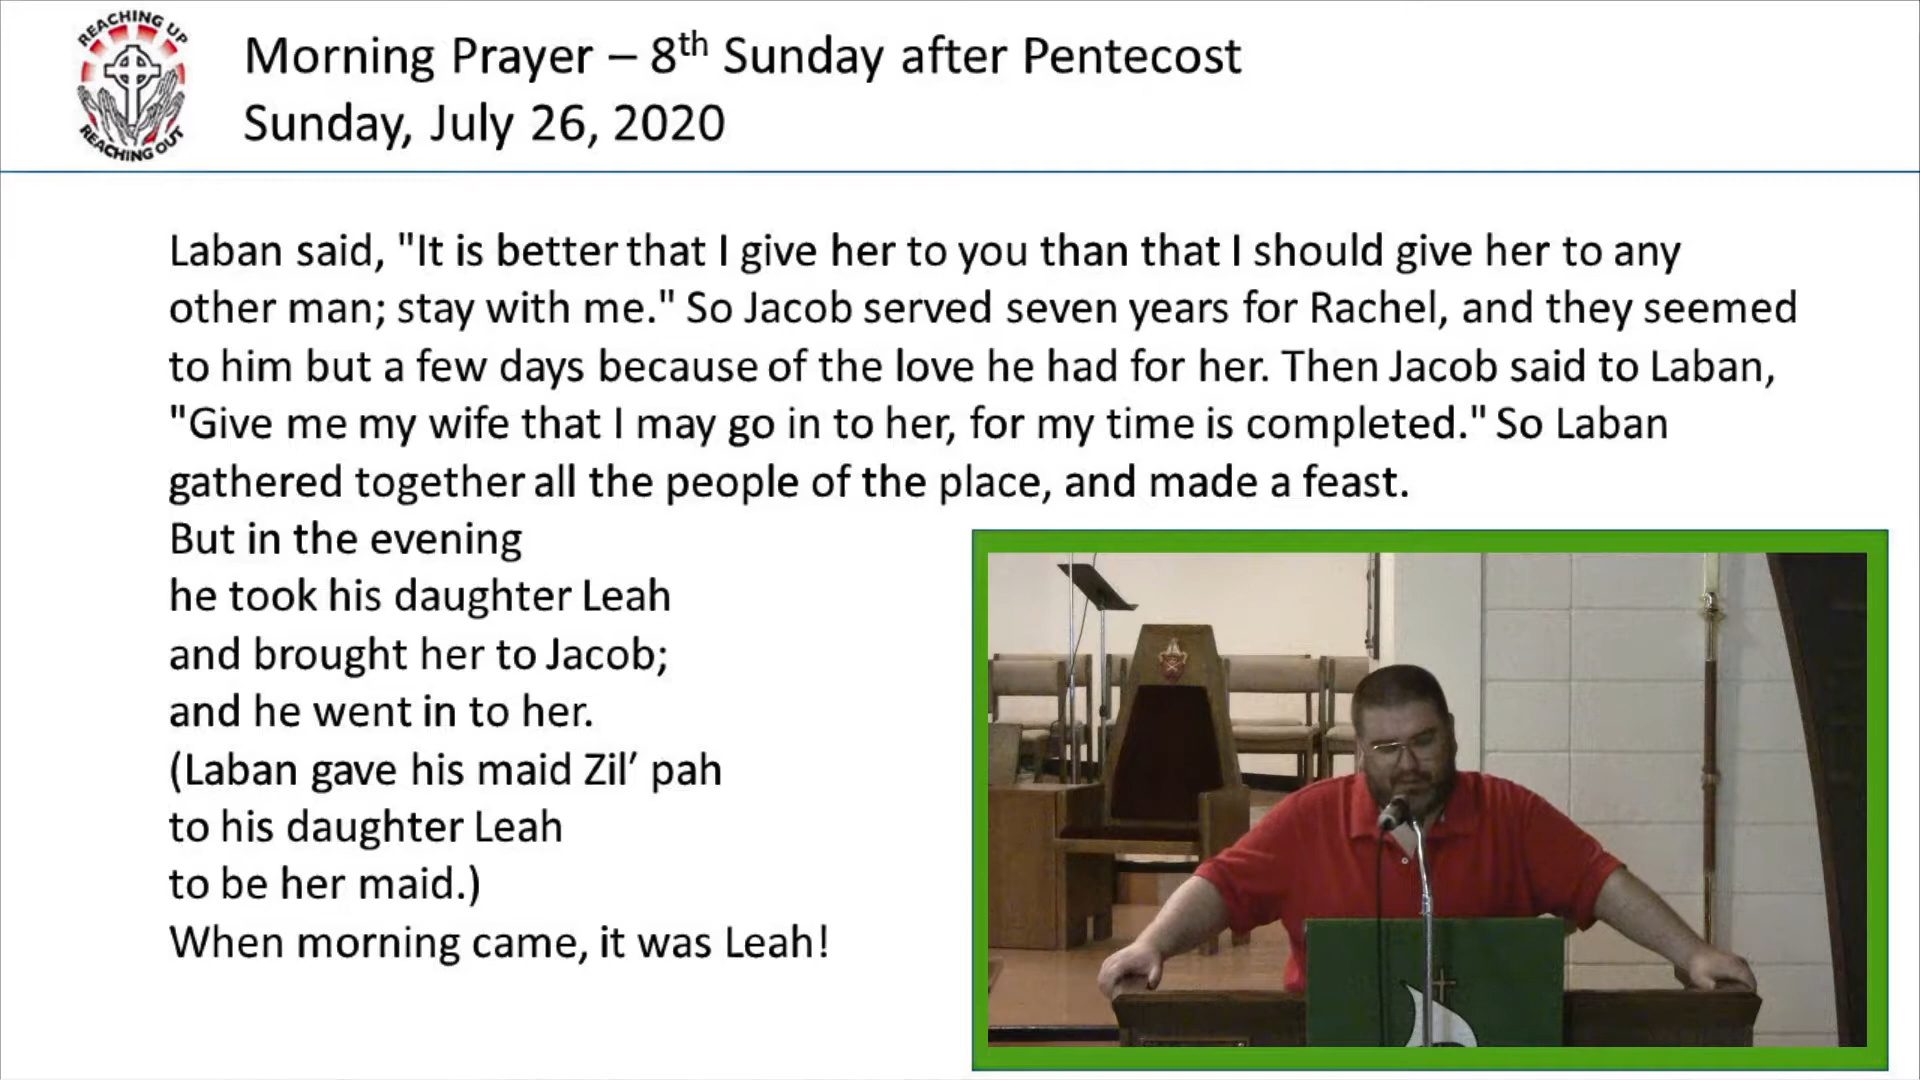 REACHING UP
REACHING OUT
Morning Prayer – 8th Sunday after Pentecost
Sunday, July 26, 2020
Laban said, "It is better that I give her to you than that I should give her to any
other man; stay with me." So Jacob served seven years for Rachel, and they seemed
to him but a few days because of the love he had for her. Then Jacob said to Laban,
"Give me my wife that I may go in to her, for my time is completed." So Laban
gathered together all the people of the place, and made a feast.
But in the evening
he took his daughter Leah
and brought her to Jacob;
and he went in to her.
(Laban gave his maid Zil’ pah
to his daughter Leah
to be her maid.)
When morning came, it was Leah!